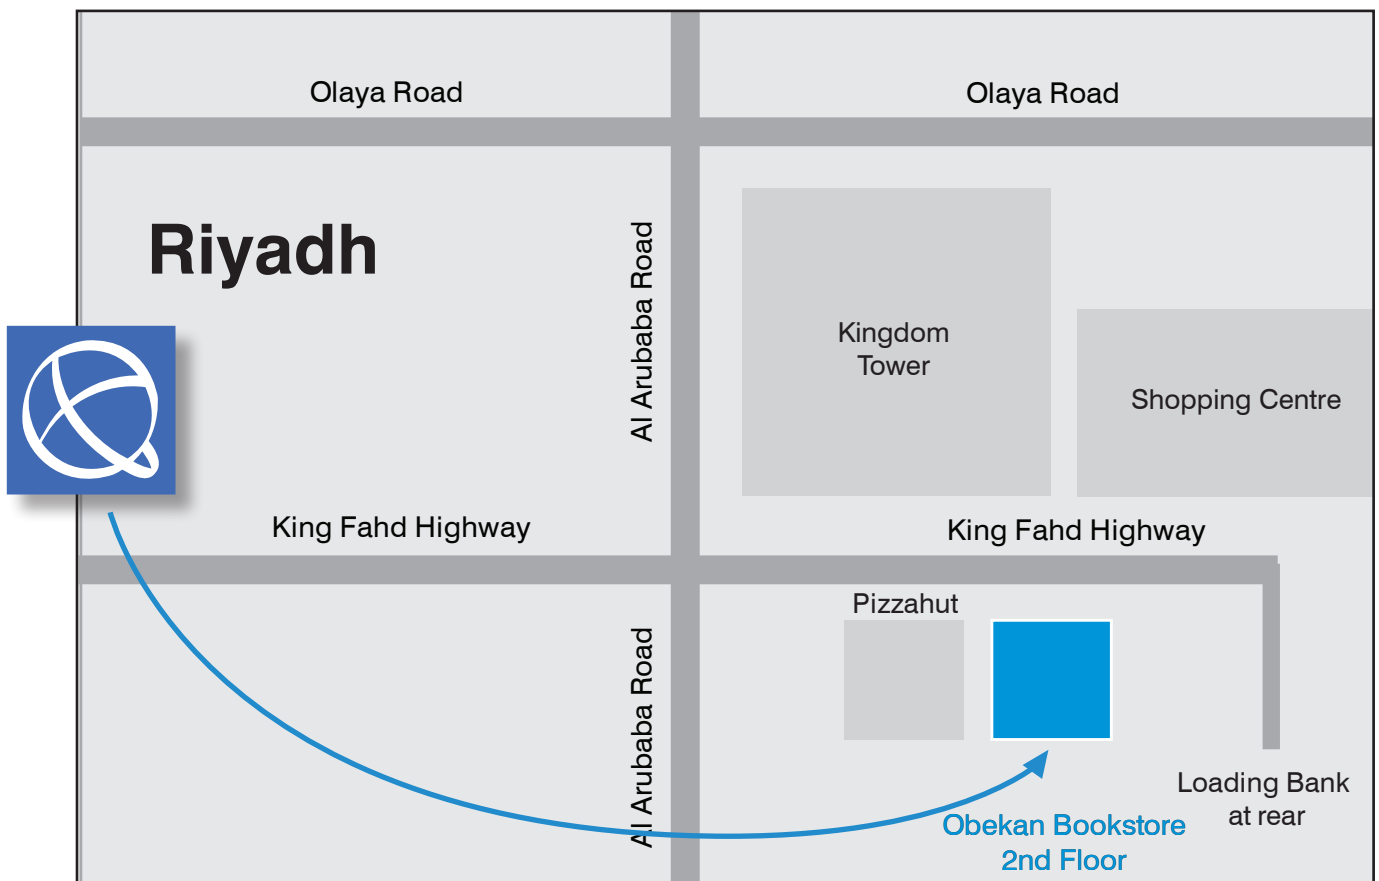 Olaya Road
Olaya Road
Riyadh
Al Arubaba Road
Kingdom
Tower
Shopping Centre
King Fahd Highway
King Fahd Highway
Pizzahut
Al Arubaba Road
Loading Bank
at rear
Obekan Bookstore
2nd Floor